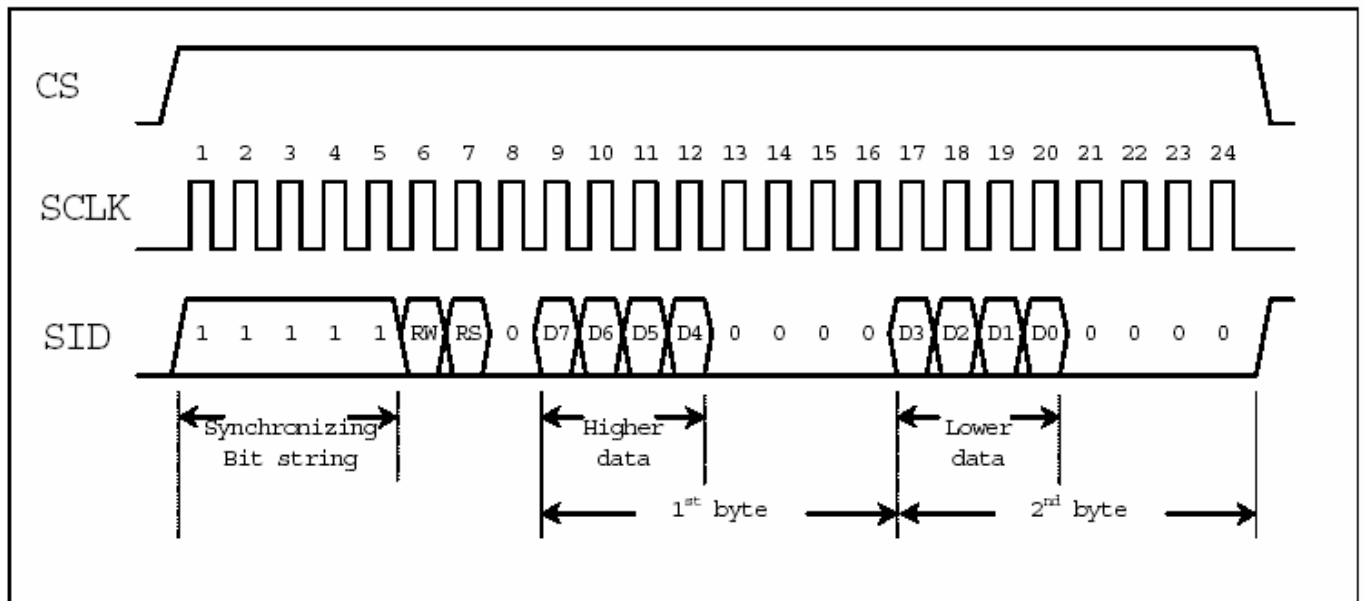 CS
1 2 3 4 5 6 7 8 9 10 11 12 13 14 15 16 17 18 19 20 21 22 23 24
SCLK
SID 1 1 1 1 1 RW RS 0 D7 D6 D5 D4 0 0 0 0 D3 D2 D1 D0 0 0 0 0
Synchronizing Higher Lower
Bit string data data
1st byte 2nd byte